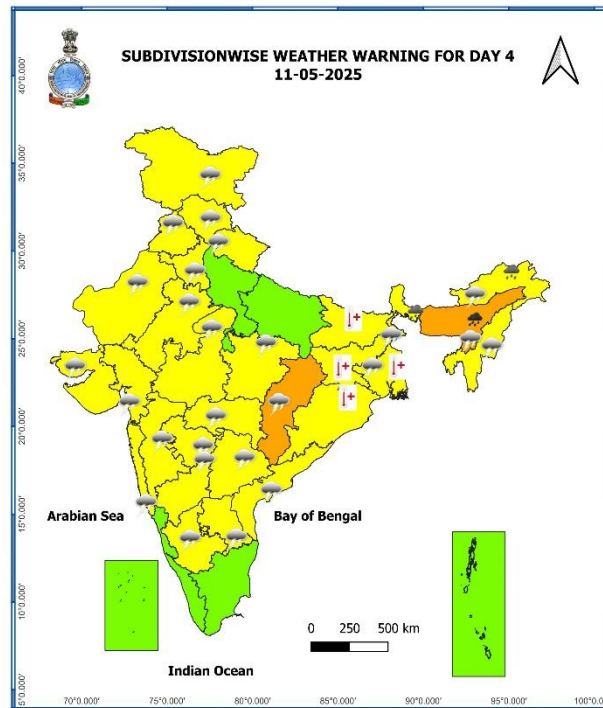 SUBDIVISIONWISE WEATHER WARNING FOR DAY 4
11-05-2025
40°0.000'
35°0.000'
30°0.000'
25°0.000'
20°0.000'
15°0.000'
10°0.000'
5°0.000'
Arabian Sea
Bay of Bengal
0 250 500 km
Indian Ocean
70°0.000' 75°0.000' 80°0.000' 85°0.000' 90°0.000' 95°0.000' 100°0.0